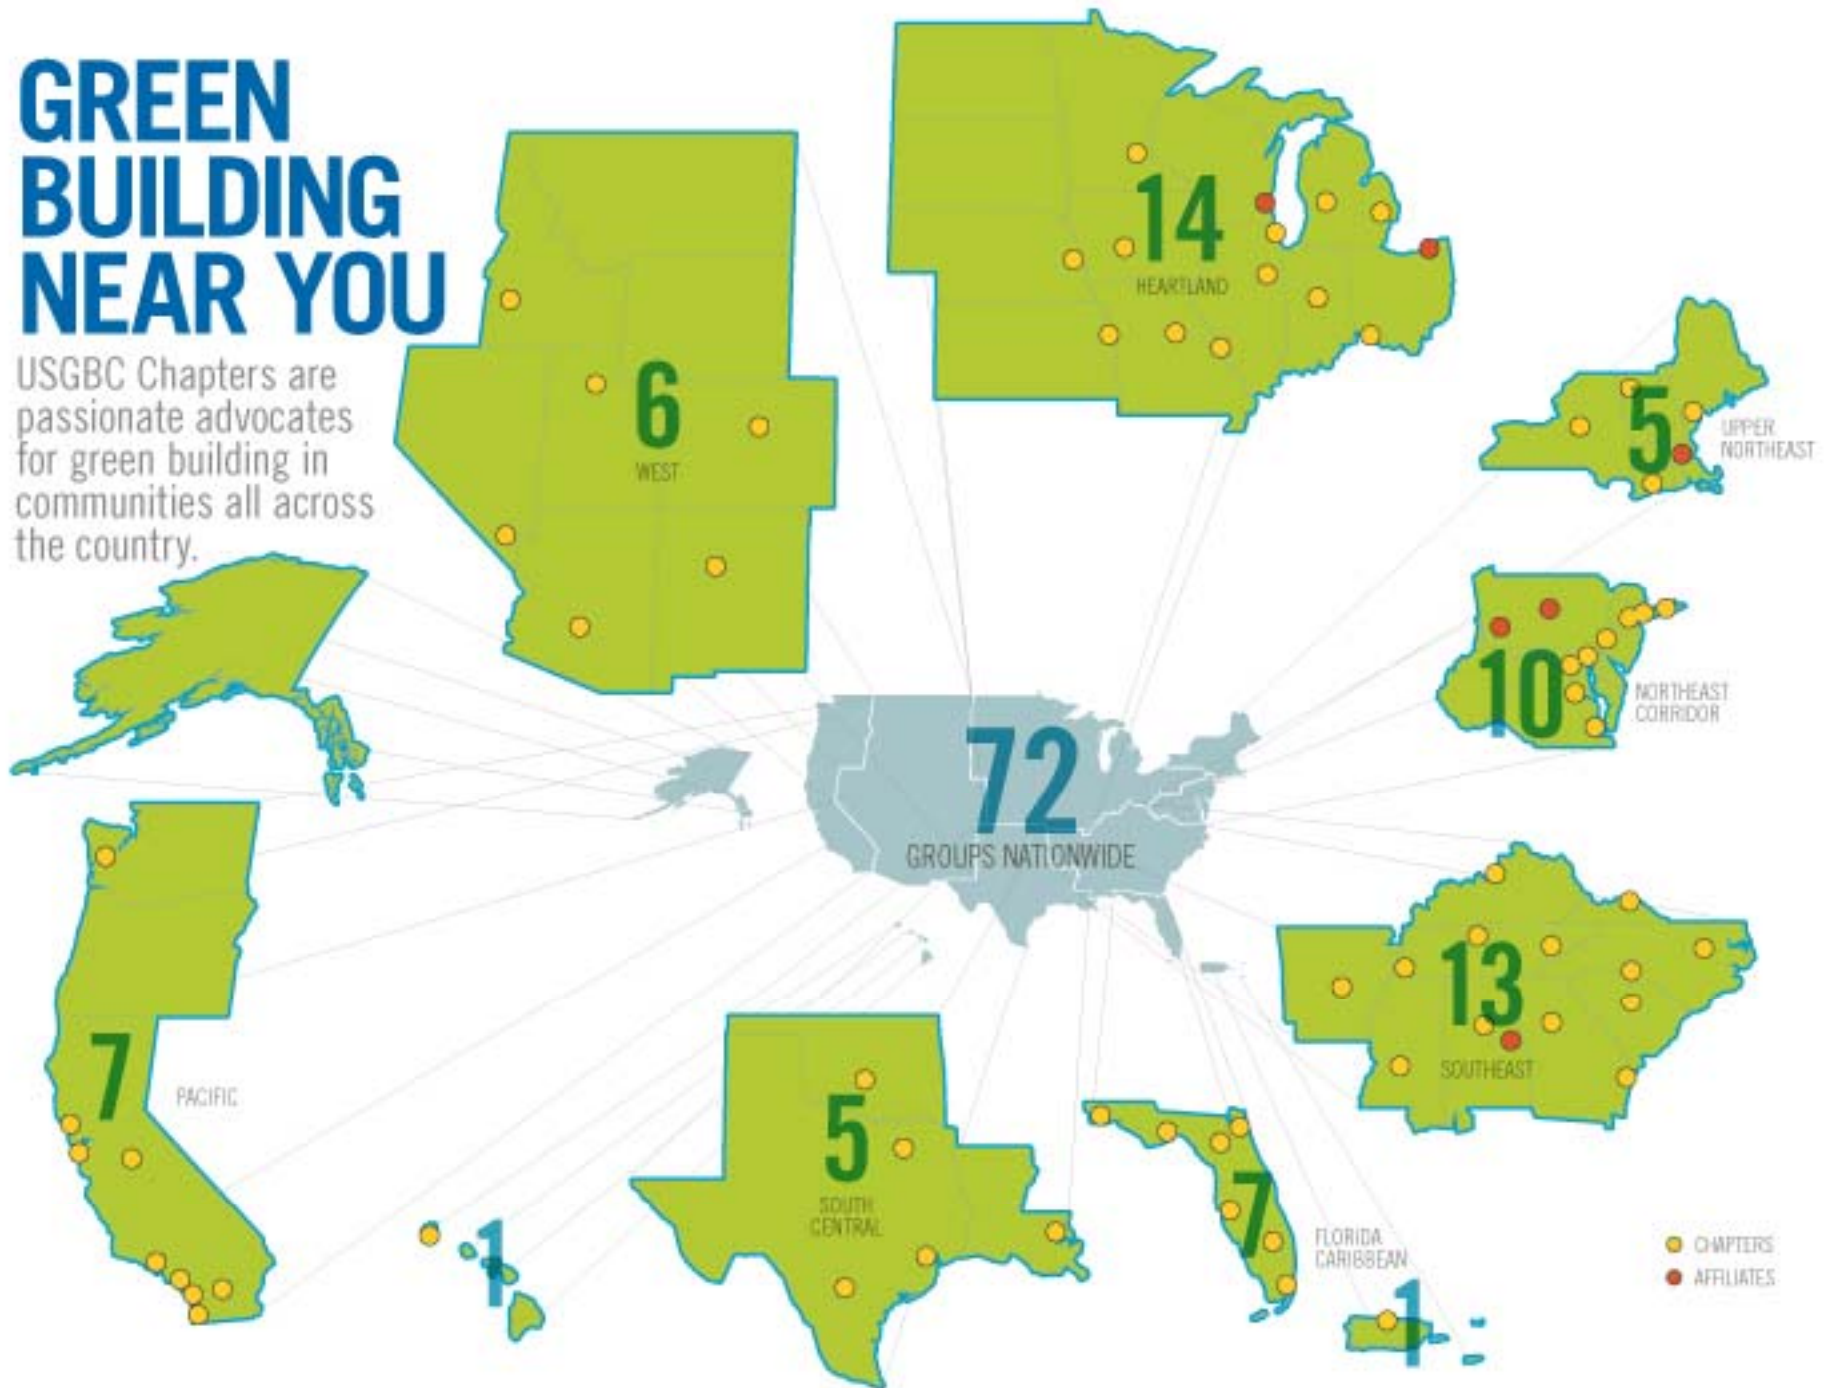 GREEN
BUILDING
NEAR YOU
USGBC Chapters are
passionate advocates
for green building in
communities all across
the country.
6
WEST
14
HEARTLAND
5
UPPER
NORTHEAST
10
NORTHEAST
CORRIDOR
72
GROUPS NATIONWIDE
13
SOUTHEAST
7
PACIFIC
1
5
SOUTH
CENTRAL
7
FLORIDA
CARIBBEAN
1
CHAPTERS
AFFILIATES